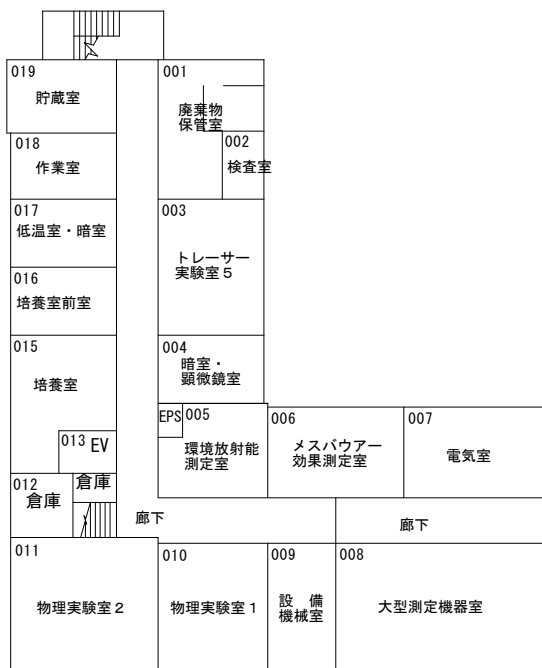 019
貯蔵室
001
廃棄物
保管室
018
作業室
002
検査室
017
低温室・暗室
003
トレーサー
実験室５
016
培養室前室
015
培養室
004
暗室・
顕微鏡室
EPS
005
環境放射能
測定室
006
メスバウアー
効果測定室
007
電気室
013
EV
012
倉庫
倉庫
廊下
廊下
011
物理実験室２
010
物理実験室１
009
設　備
機械室
008
大型測定機器室